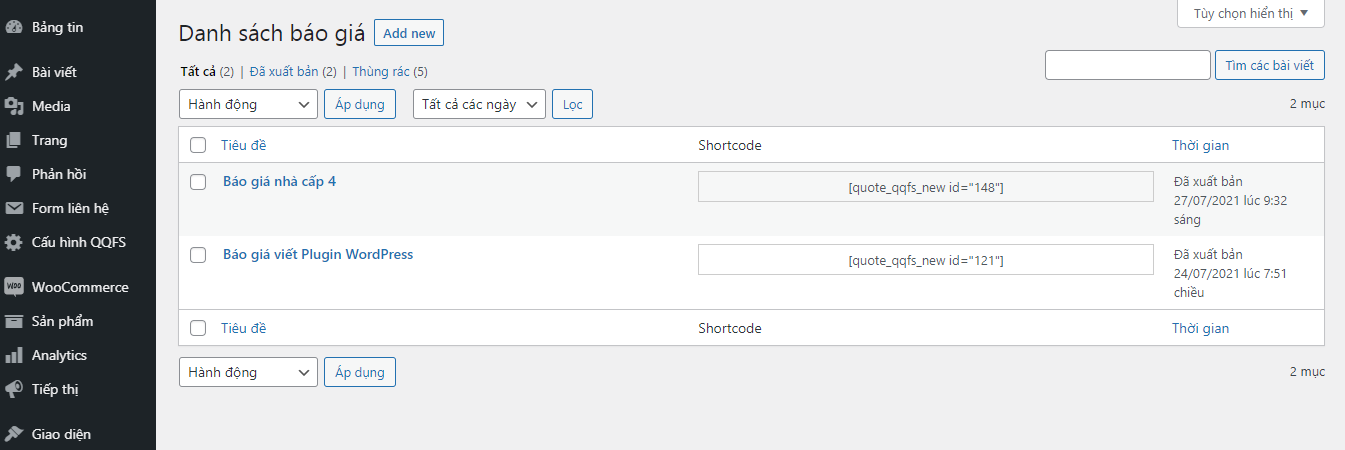 Bảng tin
Bài viết
Media
Trang
Phản hồi
Form liên hệ
Cấu hình QQFS
WOO
WooCommerce
Sản phẩm
Analytics
Tiếp thị
Giao diện
Tùy chọn hiển thị ▼
Danh sách báo giá Add new
Tất cả (2) | Đã xuất bản (2) | Thùng rác (5)
Tìm các bài viết
Hành động Áp dụng Tất cả các ngày Lọc
2 mục
Tiêu đề Shortcode Thời gian
Báo giá nhà cấp 4 [quote_qqfs_new id="148"] Đã xuất bản
27/07/2021 lúc 9:32
sáng
Báo giá viết Plugin WordPress [quote_qqfs_new id="121"] Đã xuất bản
24/07/2021 lúc 7:51
chiều
Tiêu đề Shortcode Thời gian
Hành động Áp dụng 2 mục